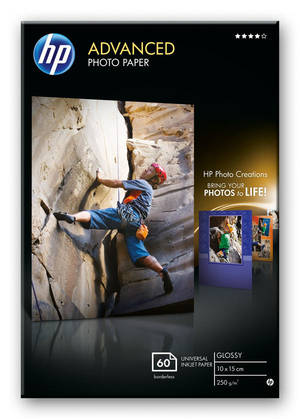 hp
ADVANCED
PHOTO PAPER
HP Photo Creations
BRING YOUR
PHOTOS to LIFE!
60
borderless
UNIVERSAL
INKJET PAPER
GLOSSY
10 x 15 cm
250 g/m²
hp